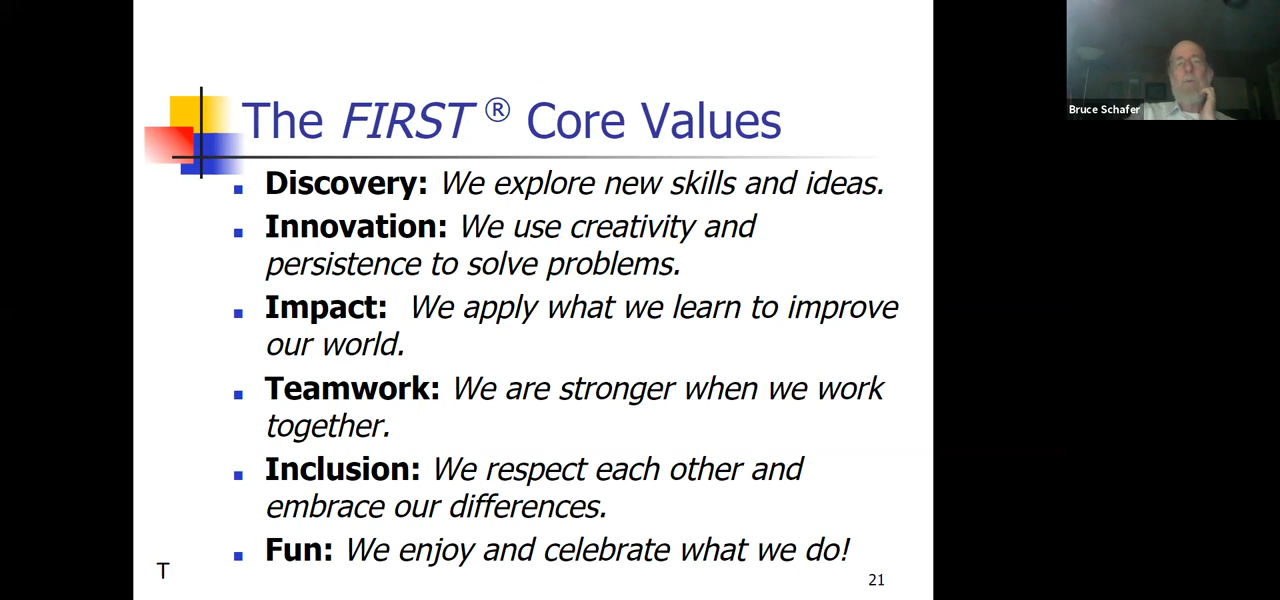 The FIRST ® Core Values
Bruce Schafer
Discovery: We explore new skills and ideas.
Innovation: We use creativity and
persistence to solve problems.
Impact: We apply what we learn to improve
our world.
Teamwork: We are stronger when we work
together.
Inclusion: We respect each other and
embrace our differences.
Fun: We enjoy and celebrate what we do!
T
21